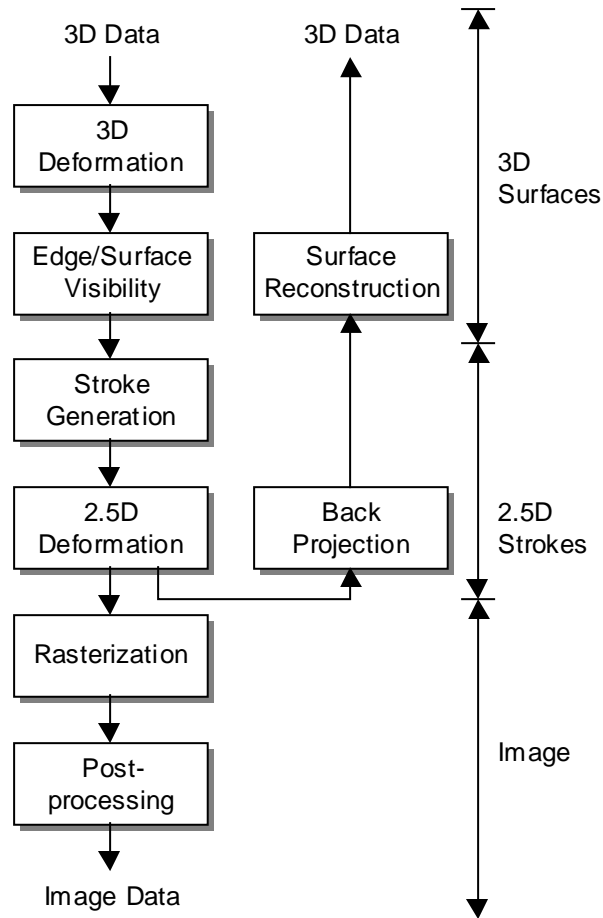 3D Data
3D
Deformation
Edge/Surface
Visibility
Stroke
Generation
2.5D
Deformation
Rasterization
Post-
processing
Image Data
3D Data
Surface
Reconstruction
Back
Projection
3D
Surfaces
2.5D
Strokes
Image